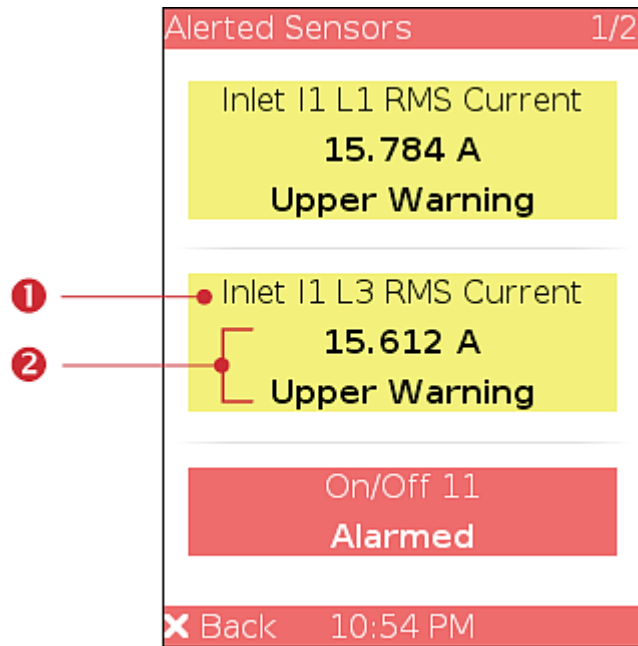 Alerted Sensors 1/2
Inlet I1 L1 RMS Current
15.784 A
Upper Warning
1 Inlet I1 L3 RMS Current
2 15.612 A
Upper Warning
On/Off 11
Alarmed
Back 10:54 PM